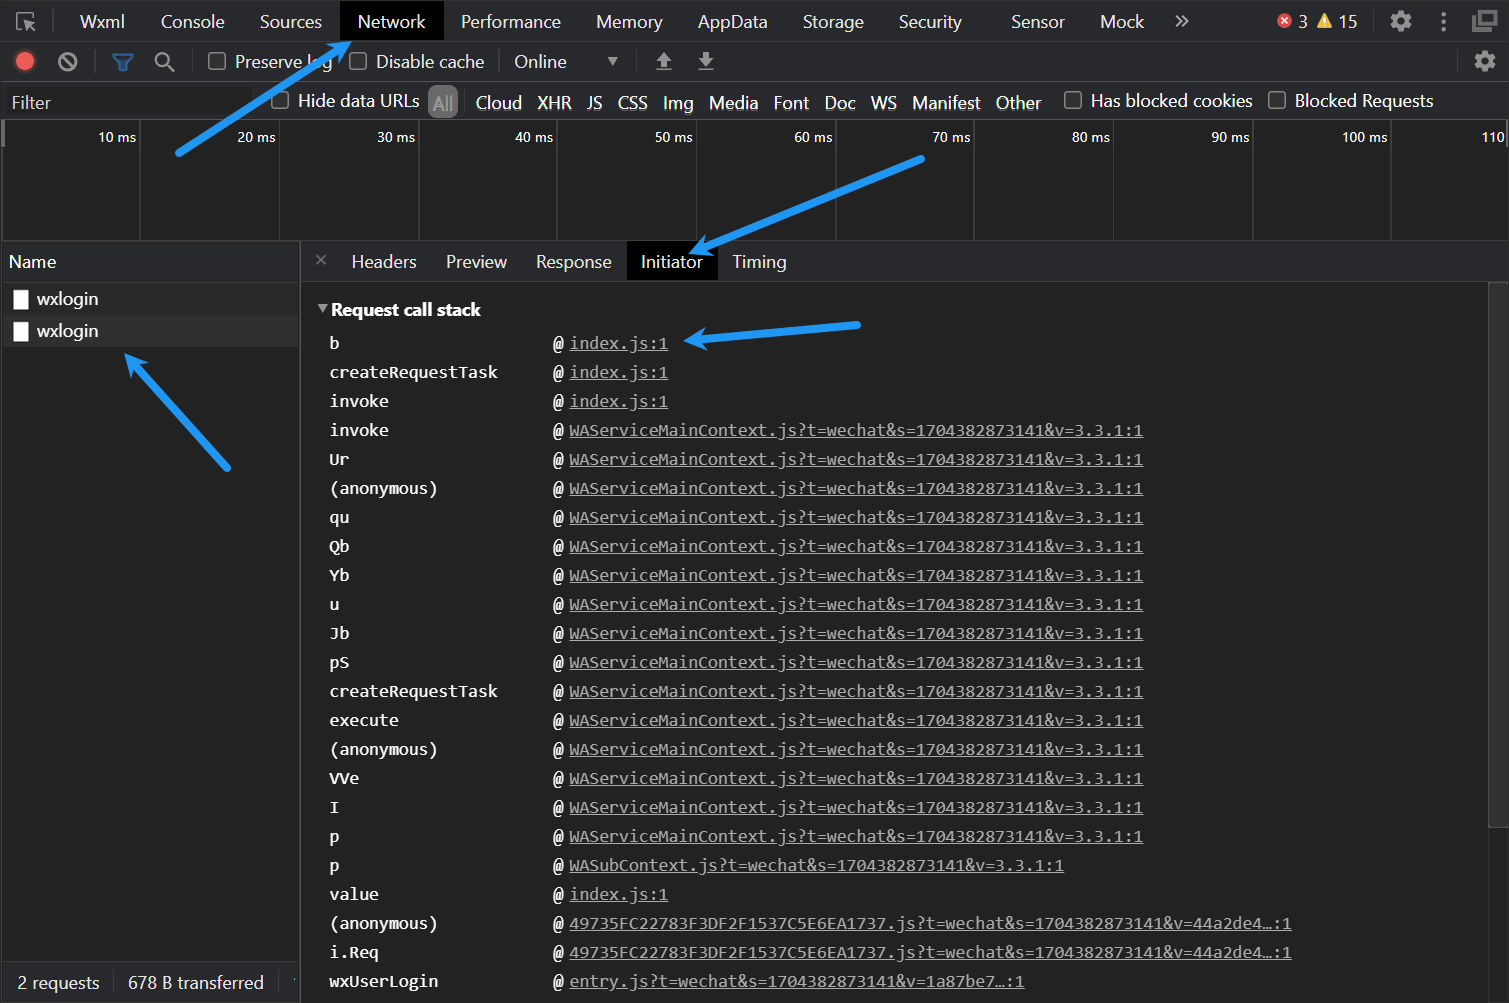 Wxml Console Sources Network Performance Memory AppData Storage Security Sensor Mock » 3 15
Preserve log Disable cache Online
Filter Hide data URLs All Cloud XHR JS CSS Img Media Font Doc WS Manifest Other Has blocked cookies Blocked Requests
10 ms 20 ms 30 ms 40 ms 50 ms 60 ms 70 ms 80 ms 90 ms 100 ms 110
Name × Headers Preview Response Initiator Timing
wxlogin
wxlogin
Request call stack
b @ index.js:1
createRequestTask @ index.js:1
invoke @ index.js:1
invoke @ WAServiceMainContext.js?t=wechat&s=1704382873141&v=3.3.1:1
Ur @ WAServiceMainContext.js?t=wechat&s=1704382873141&v=3.3.1:1
(anonymous) @ WAServiceMainContext.js?t=wechat&s=1704382873141&v=3.3.1:1
qu @ WAServiceMainContext.js?t=wechat&s=1704382873141&v=3.3.1:1
Qb @ WAServiceMainContext.js?t=wechat&s=1704382873141&v=3.3.1:1
Yb @ WAServiceMainContext.js?t=wechat&s=1704382873141&v=3.3.1:1
u @ WAServiceMainContext.js?t=wechat&s=1704382873141&v=3.3.1:1
Jb @ WAServiceMainContext.js?t=wechat&s=1704382873141&v=3.3.1:1
pS @ WAServiceMainContext.js?t=wechat&s=1704382873141&v=3.3.1:1
createRequestTask @ WAServiceMainContext.js?t=wechat&s=1704382873141&v=3.3.1:1
execute @ WAServiceMainContext.js?t=wechat&s=1704382873141&v=3.3.1:1
(anonymous) @ WAServiceMainContext.js?t=wechat&s=1704382873141&v=3.3.1:1
VVe @ WAServiceMainContext.js?t=wechat&s=1704382873141&v=3.3.1:1
I @ WAServiceMainContext.js?t=wechat&s=1704382873141&v=3.3.1:1
p @ WAServiceMainContext.js?t=wechat&s=1704382873141&v=3.3.1:1
p @ WASubContext.js?t=wechat&s=1704382873141&v=3.3.1:1
value @ index.js:1
(anonymous) @ 49735FC22783F3DF2F1537C5E6EA1737.js?t=wechat&s=1704382873141&v=44a2de4…:1
i.Req @ 49735FC22783F3DF2F1537C5E6EA1737.js?t=wechat&s=1704382873141&v=44a2de4…:1
wxUserLogin @ entry.js?t=wechat&s=1704382873141&v=1a87be7…:1
2 requests 678 B transferred